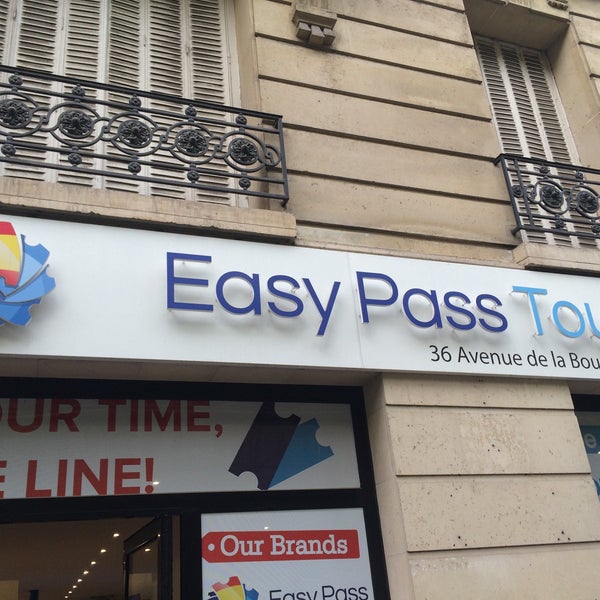 Easy Pass Tou
36 Avenue de la Bou
OUR TIME,
E LINE!
Our Brands
Easy Pass